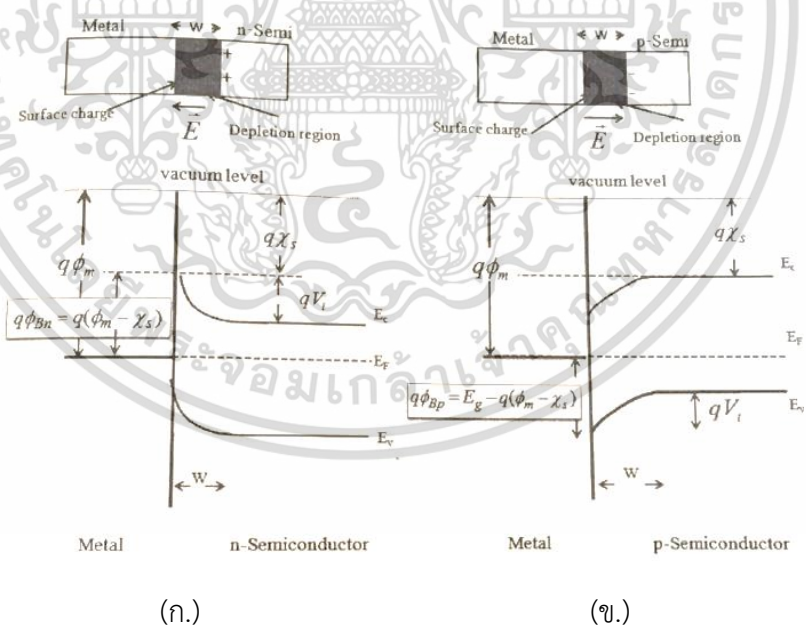 Metal
w
n-Semi
+
+
Surface charge
E⃗
Depletion region
vacuum level
qϕm
qχs
qVi
Ec
qϕBn = q(ϕm − χs)
EF
Ev
W
Metal
n-Semiconductor
(ก.)
Metal
w
p-Semi
Surface charge
E⃗
Depletion region
vacuum level
qχs
qϕm
Ec
EF
qϕBp = Eg − q(ϕm − χs)
qVi
Ev
W
Metal
p-Semiconductor
(ข.)